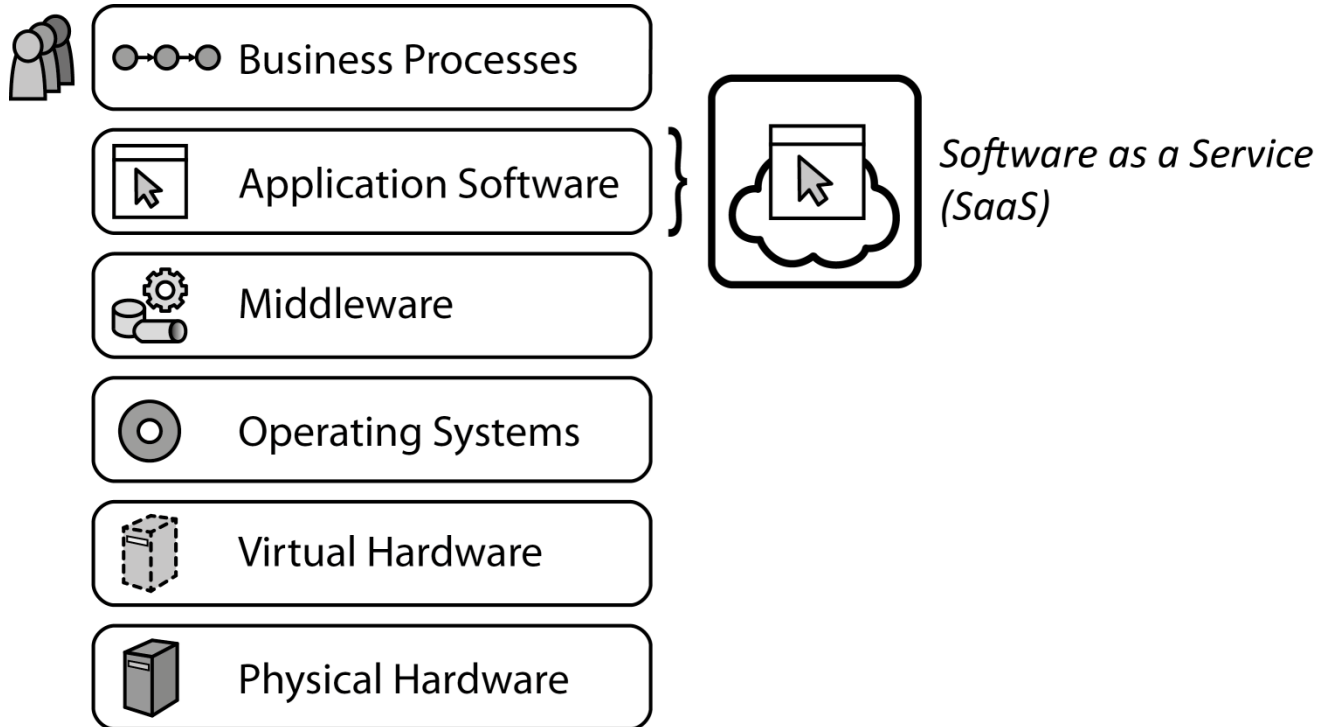 Business Processes
Application Software
Software as a Service
(SaaS)
Middleware
Operating Systems
Virtual Hardware
Physical Hardware